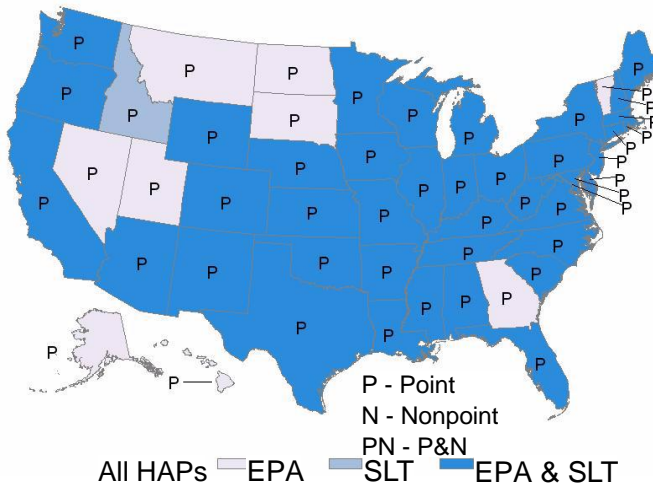 P P P P P
P P P P
P P P P P P
P P P P P P P P P P
P P P P P P P P P P P
P P P P P P P P
P P P P P
P P P P
P P
P - Point
N - Nonpoint
PN - P&N
All HAPs EPA SLT EPA & SLT